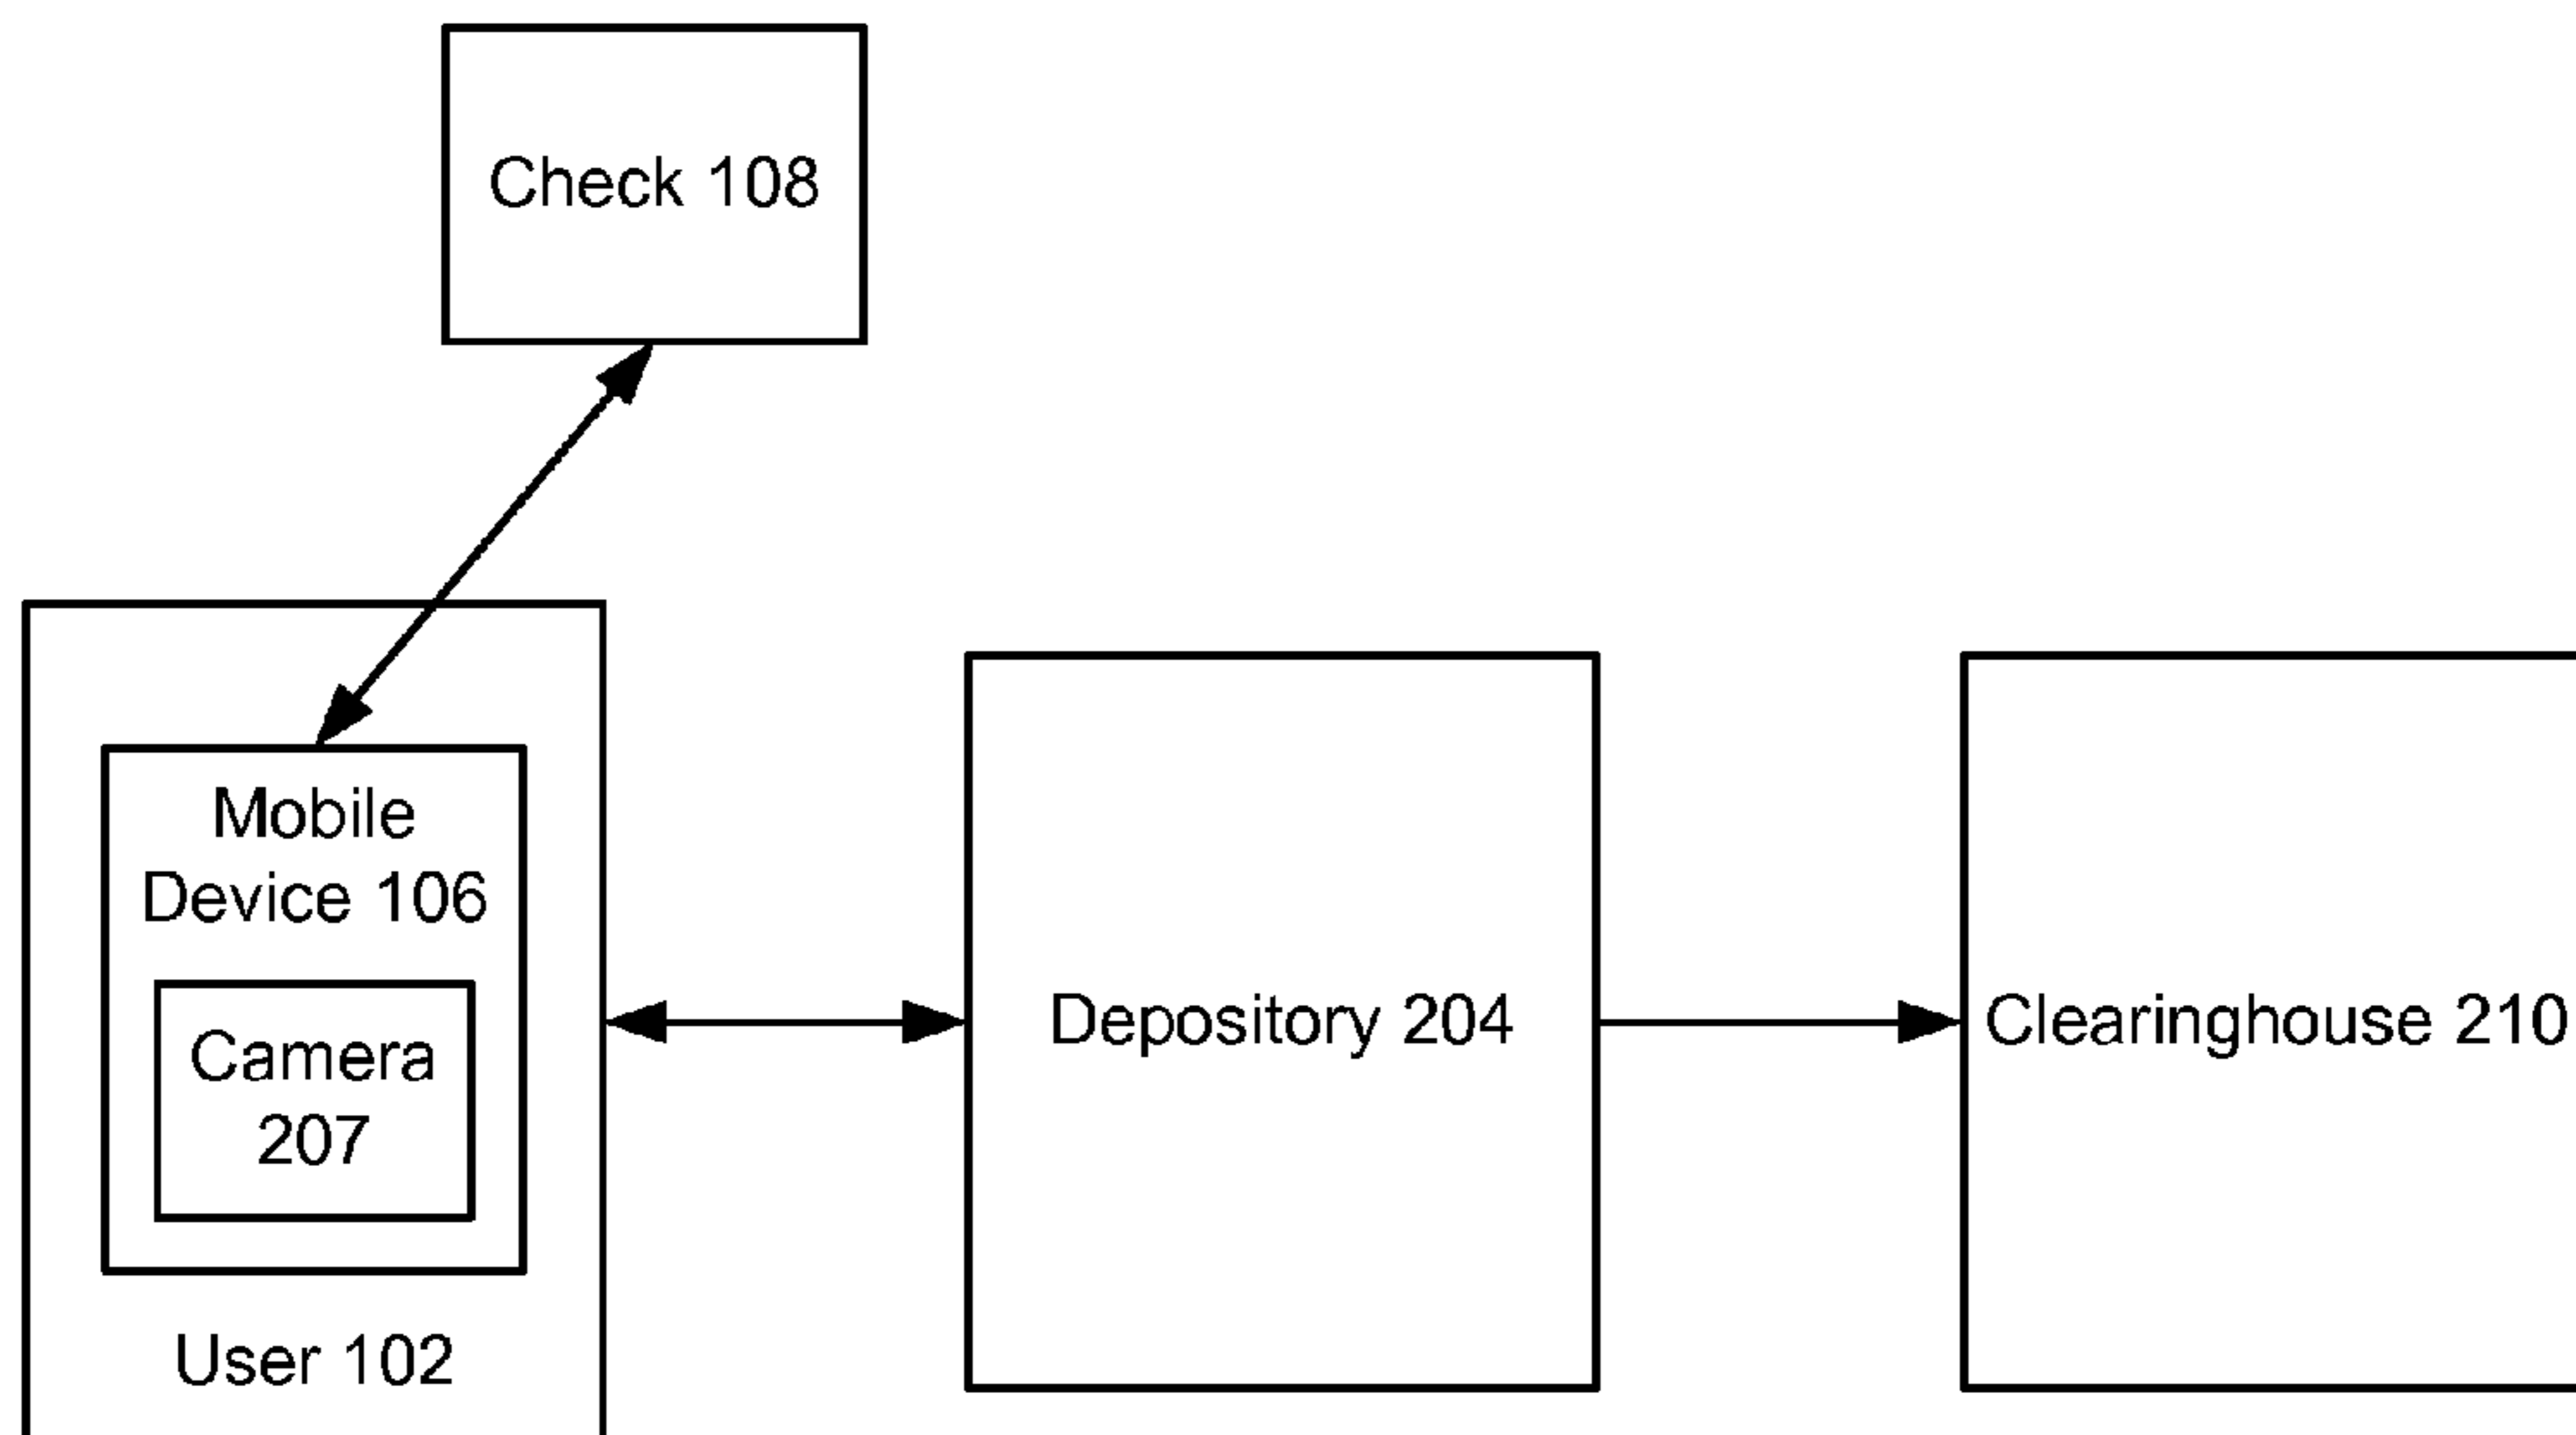 Check 108
Mobile
Device 106
Camera
207
User 102
Depository 204
Clearinghouse 210